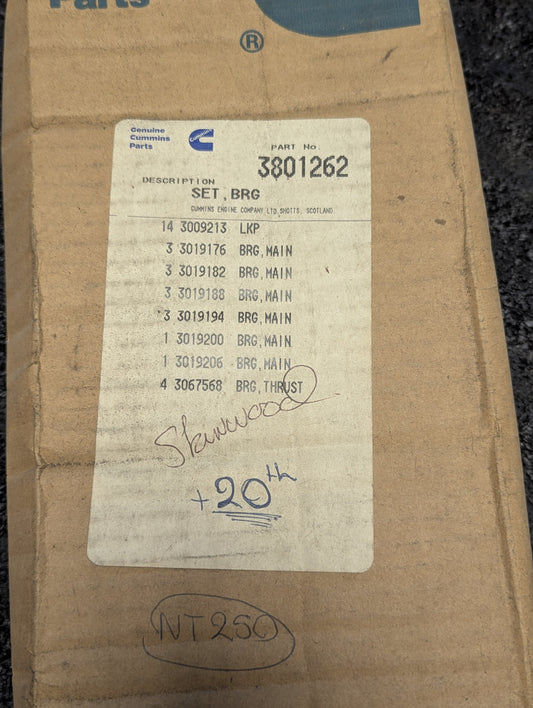 Parts
®
Genuine
Cummins
Parts
Cummins
PART No.
3801262
DESCRIPTION
SET,BRG
CUMMINS ENGINE COMPANY LTD,SHOTTS, SCOTLAND
14 3009213 LKP
3 3019176 BRG,MAIN
3 3019182 BRG,MAIN
3 3019188 BRG,MAIN
3 3019194 BRG,MAIN
1 3019200 BRG,MAIN
1 3019206 BRG,MAIN
4 3067568 BRG,THRUST
+20th
NT250